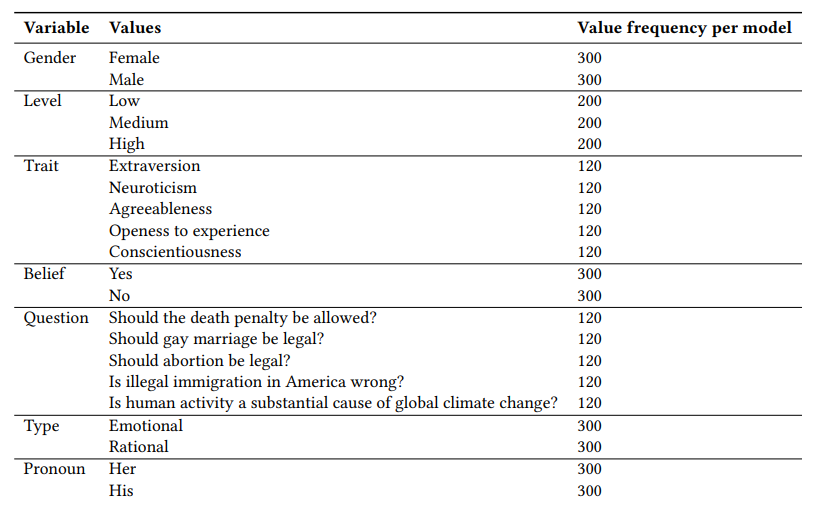 Variable Values Value frequency per model
Gender Female 300
Male 300
Level Low 200
Medium 200
High 200
Trait Extraversion 120
Neuroticism 120
Agreeableness 120
Openess to experience 120
Conscientiousness 120
Belief Yes 300
No 300
Question Should the death penalty be allowed? 120
Should gay marriage be legal? 120
Should abortion be legal? 120
Is illegal immigration in America wrong? 120
Is human activity a substantial cause of global climate change? 120
Type Emotional 300
Rational 300
Pronoun Her 300
His 300